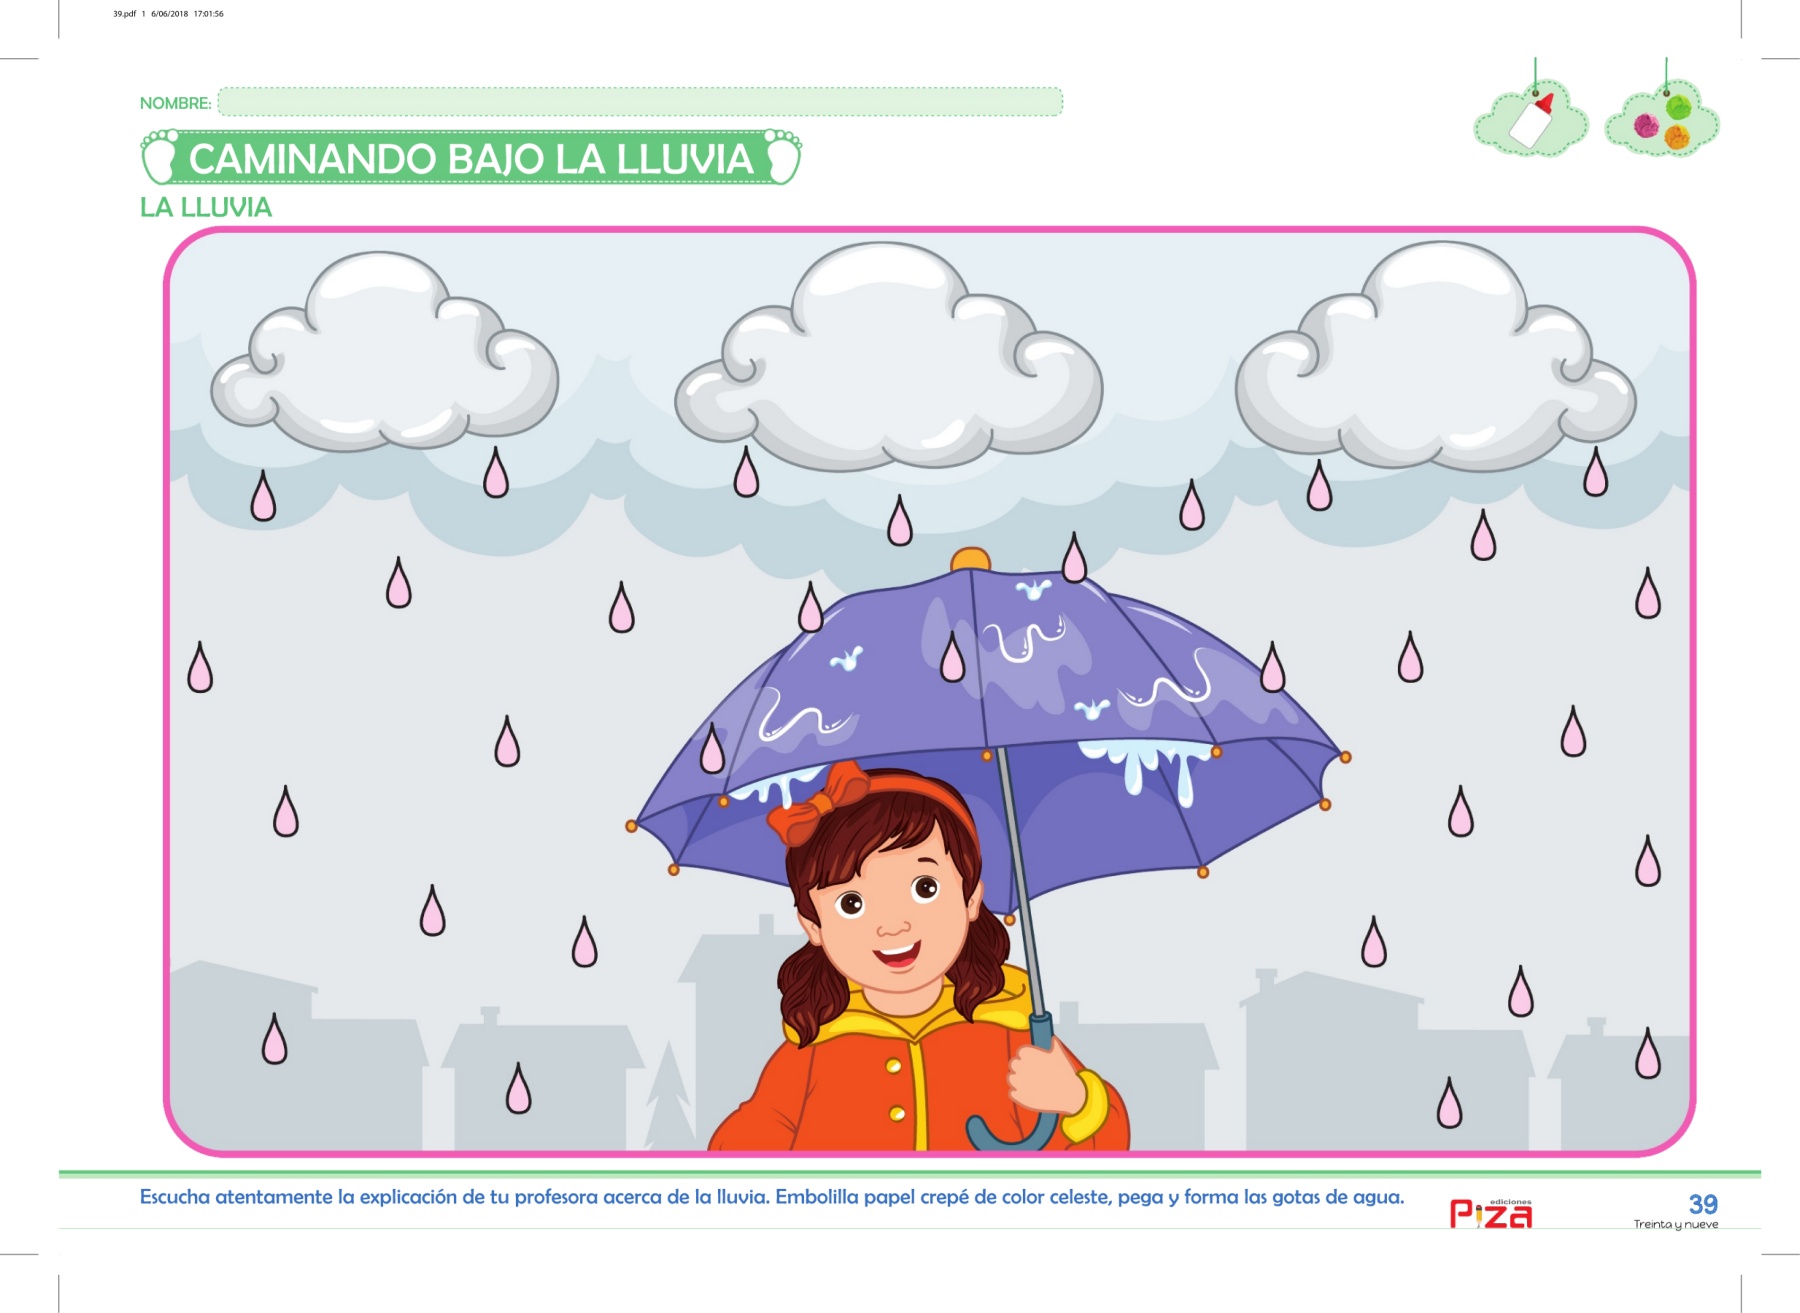 39.pdf 1 6/06/2018 17:01:56
NOMBRE:
CAMINANDO BAJO LA LLUVIA
LA LLUVIA
Escucha atentamente la explicación de tu profesora acerca de la lluvia. Embolilla papel crepé de color celeste, pega y forma las gotas de agua.
ediciones
Piza
39
Treinta y nueve